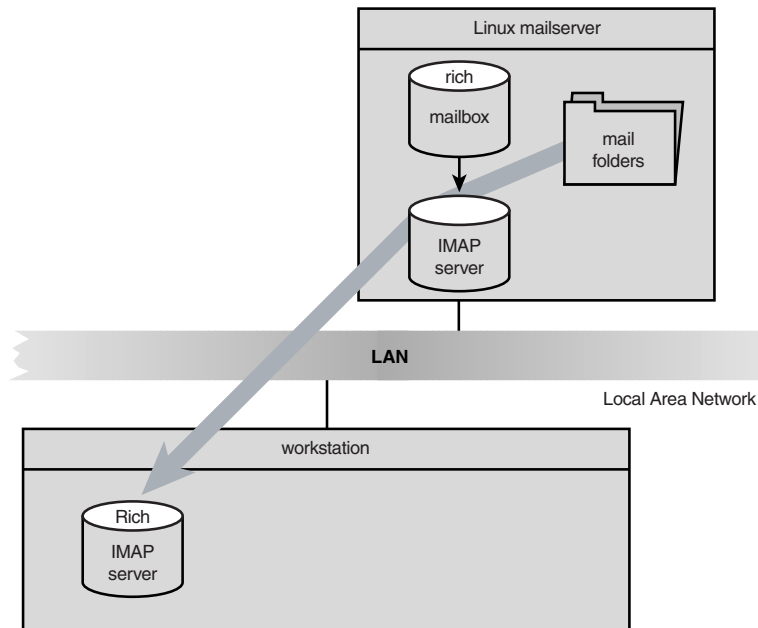 Linux mailserver
rich
mailbox
mail
folders
IMAP
server
LAN
Local Area Network
workstation
Rich
IMAP
server